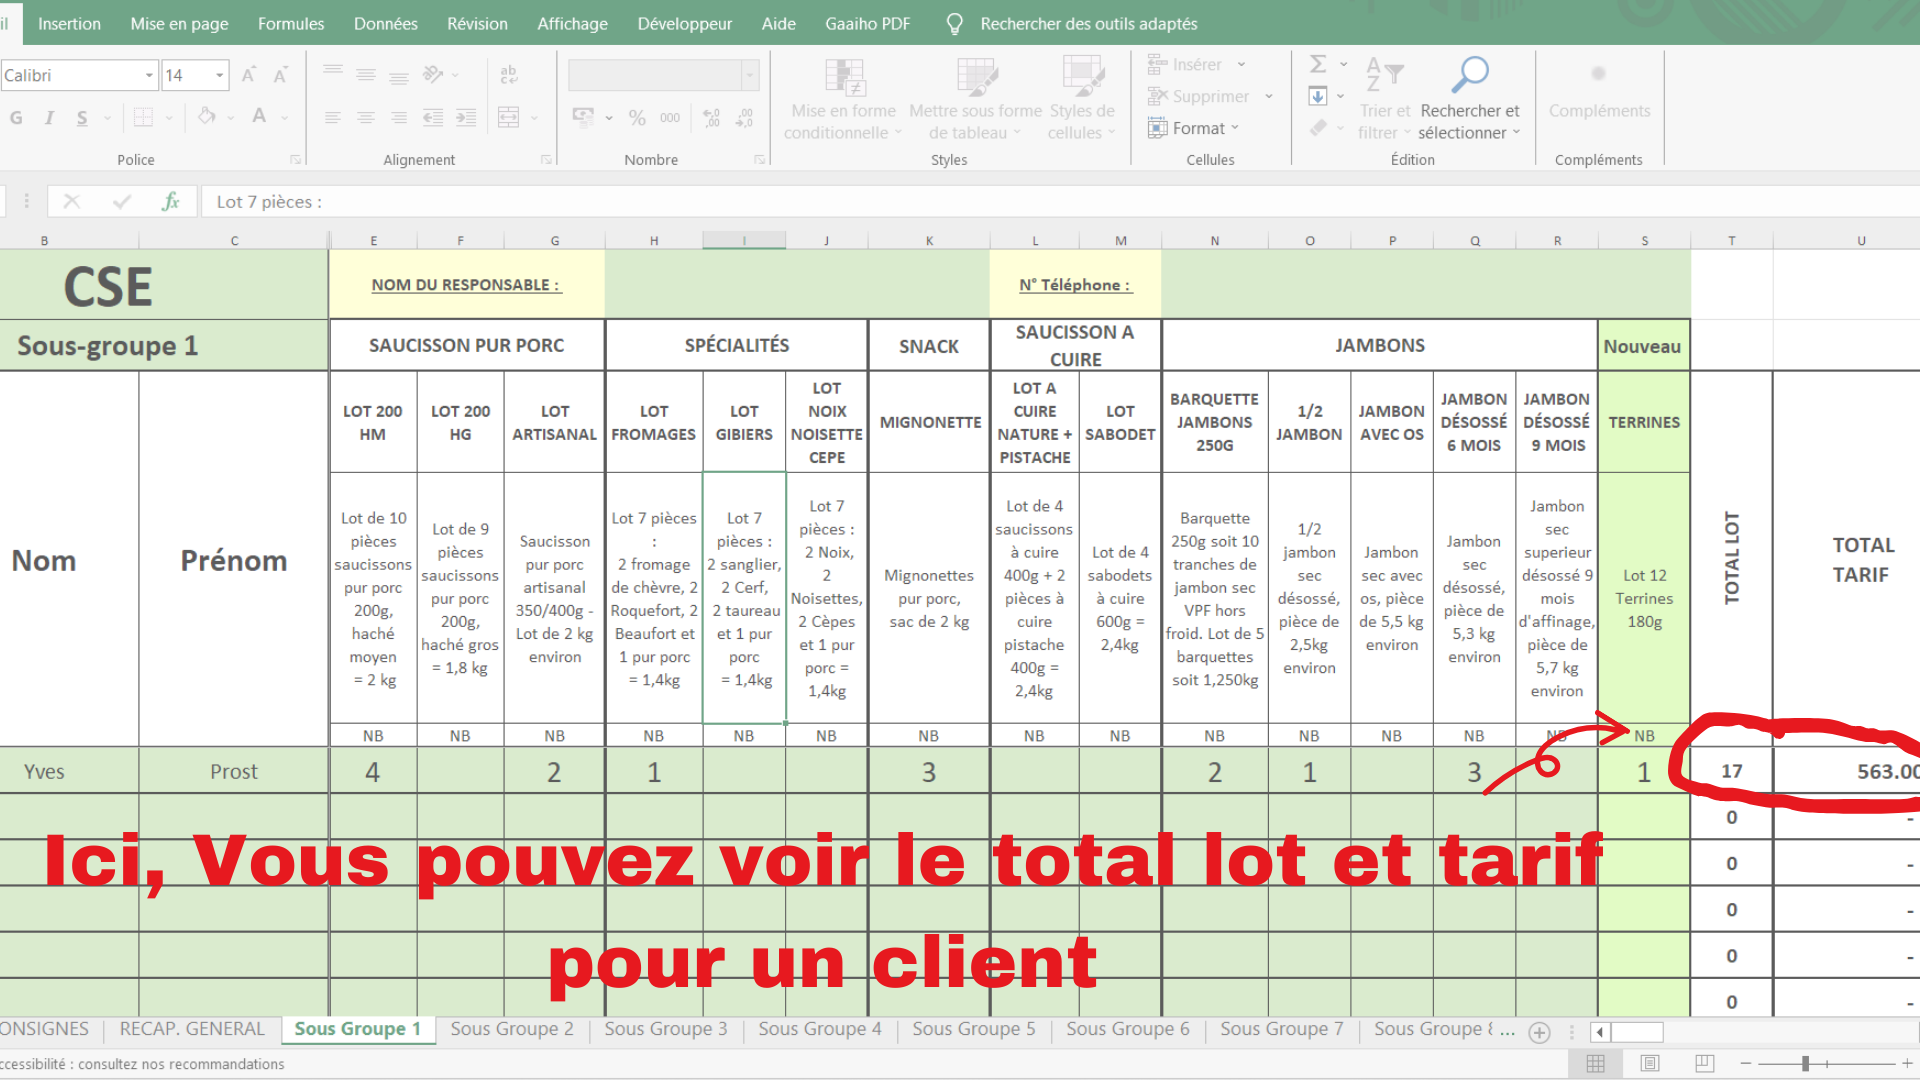 il Insertion Mise en page Formules Données Révision Affichage Développeur Aide Gaaiho PDF Rechercher des outils adaptés
Calibri 14 A A ab c Insérer Σ A Z
Mise en forme conditionnelle Mettre sous forme de tableau Styles de cellules Supprimer Trier et filtrer Rechercher et sélectionner Compléments
G I S A % 000 ,0 ,00 Format
Police Alignement Nombre Styles Cellules Édition Compléments
fx Lot 7 pièces :
B C E F G H I J K L M N O P Q R S T U
CSE NOM DU RESPONSABLE : N° Téléphone :
Sous-groupe 1 SAUCISSON PUR PORC SPÉCIALITÉS SNACK SAUCISSON A CUIRE JAMBONS Nouveau
Nom
Prénom
LOT 200 HM
LOT 200 HG
LOT ARTISANAL
LOT FROMAGES
LOT GIBIERS
LOT NOIX NOISETTE CEPE
MIGNONETTE
LOT A CUIRE NATURE + PISTACHE
LOT SABODET
BARQUETTE JAMBONS 250G
1/2 JAMBON
JAMBON AVEC OS
JAMBON DÉSOSSÉ 6 MOIS
JAMBON DÉSOSSÉ 9 MOIS
TERRINES
TOTAL LOT
TOTAL TARIF
Lot de 10 pièces saucissons pur porc 200g, haché moyen = 2 kg
Lot de 9 pièces saucissons pur porc 200g, haché gros = 1,8 kg
Saucisson pur porc artisanal 350/400g - Lot de 2 kg environ
Lot 7 pièces : 2 fromage de chèvre, 2 Roquefort, 2 Beaufort et 1 pur porc = 1,4kg
Lot 7 pièces : 2 sanglier, 2 Cerf, 2 taureau et 1 pur porc = 1,4kg
Lot 7 pièces : 2 Noix, 2 Noisettes, 2 Cèpes et 1 pur porc = 1,4kg
Mignonettes pur porc, sac de 2 kg
Lot de 4 saucissons à cuire 400g + 2 pièces à cuire pistache 400g = 2,4kg
Lot de 4 sabodets à cuire 600g = 2,4kg
Barquette 250g soit 10 tranches de jambon sec VPF hors froid. Lot de 5 barquettes soit 1,250kg
1/2 jambon sec désossé, pièce de 2,5kg environ
Jambon sec avec os, pièce de 5,5 kg environ
Jambon sec désossé, pièce de 5,3 kg environ
Jambon sec superieur désossé 9 mois d'affinage, pièce de 5,7 kg environ
Lot 12 Terrines 180g
NB NB NB NB NB NB NB NB NB NB NB NB NB NB NB
Yves Prost 4 2 1 3 2 1 3 1 17 563.00
0 -
Ici, Vous pouvez voir le total lot et tarif
0 -
0 -
pour un client
0 -
0 -
ONSIGNES RECAP. GENERAL Sous Groupe 1 Sous Groupe 2 Sous Groupe 3 Sous Groupe 4 Sous Groupe 5 Sous Groupe 6 Sous Groupe 7 Sous Groupe 8 ...
ccessibilité : consultez nos recommandations